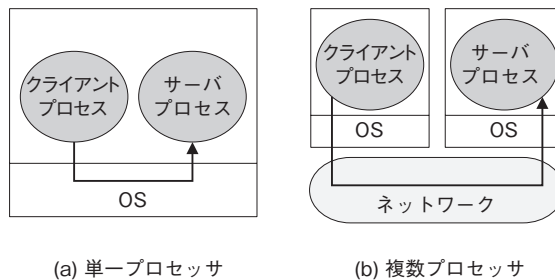 クライアント
プロセス
サーバ
プロセス
OS
(a) 単一プロセッサ
クライアント
プロセス
サーバ
プロセス
OS
OS
ネットワーク
(b) 複数プロセッサ